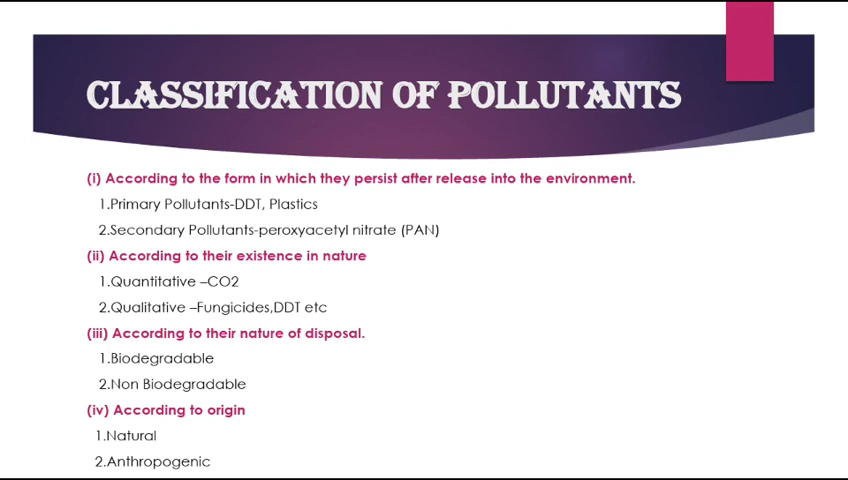 CLASSIFICATION OF POLLUTANTS
(i) According to the form in which they persist after release into the environment.
1.Primary Pollutants-DDT, Plastics
2.Secondary Pollutants-peroxyacetyl nitrate (PAN)
(ii) According to their existence in nature
1.Quantitative –CO2
2.Qualitative –Fungicides,DDT etc
(iii) According to their nature of disposal.
1.Biodegradable
2.Non Biodegradable
(iv) According to origin
1.Natural
2.Anthropogenic